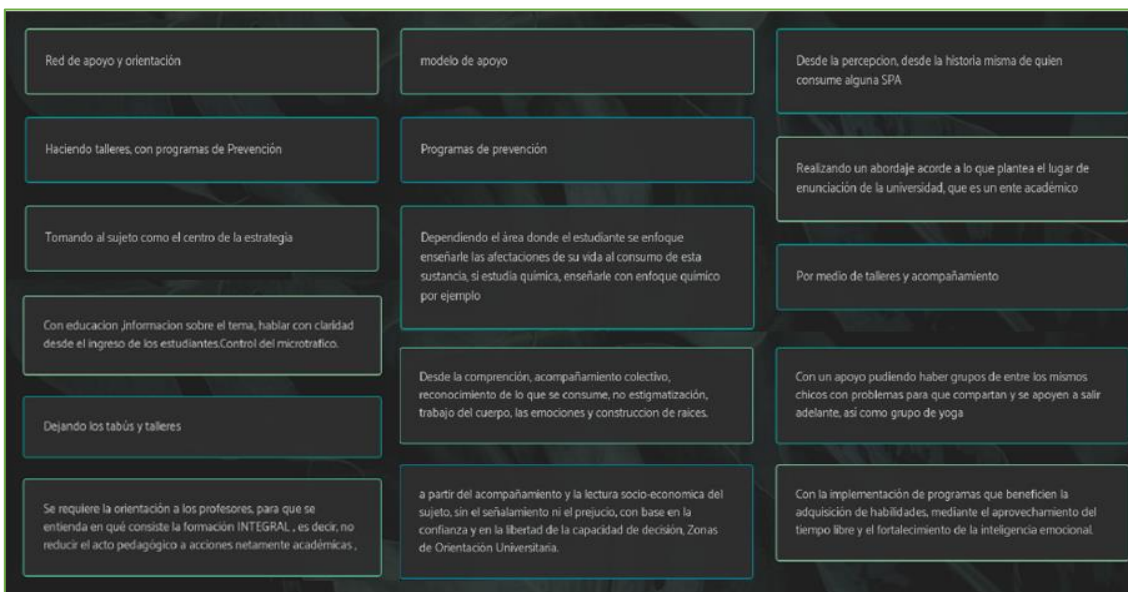 Red de apoyo y orientación
Haciendo talleres, con programas de Prevención
Tomando al sujeto como el centro de la estrategia
Con educacion ,informacion sobre el tema, hablar con claridad
desde el ingreso de los estudiantes.Control del microtrafico.
Dejando los tabús y talleres
Se requiere la orientación a los profesores, para que se
entienda en qué consiste la formación INTEGRAL , es decir, no
reducir el acto pedagógico a acciones netamente académicas ,
modelo de apoyo
Programas de prevención
Dependiendo el área donde el estudiante se enfoque
enseñarle las afectaciones de su vida al consumo de esta
sustancia, si estudia química, enseñarle con enfoque químico
por ejemplo
Desde la comprención, acompañamiento colectivo,
reconocimiento de lo que se consume, no estigmatización,
trabajo del cuerpo, las emociones y construccion de raices.
a partir del acompañamiento y la lectura socio-economica del
sujeto, sin el señalamiento ni el prejuicio, con base en la
confianza y en la libertad de la capacidad de decisión, Zonas
de Orientación Universitaria.
Desde la percepcion, desde la historia misma de quien
consume alguna SPA
Realizando un abordaje acorde a lo que plantea el lugar de
enunciación de la universidad, que es un ente académico
Por medio de talleres y acompañamiento
Con un apoyo pudiendo haber grupos de entre los mismos
chicos con problemas para que compartan y se apoyen a salir
adelante, asi como grupo de yoga
Con la implementación de programas que beneficien la
adquisición de habilidades, mediante el aprovechamiento del
tiempo libre y el fortalecimiento de la inteligencia emocional.